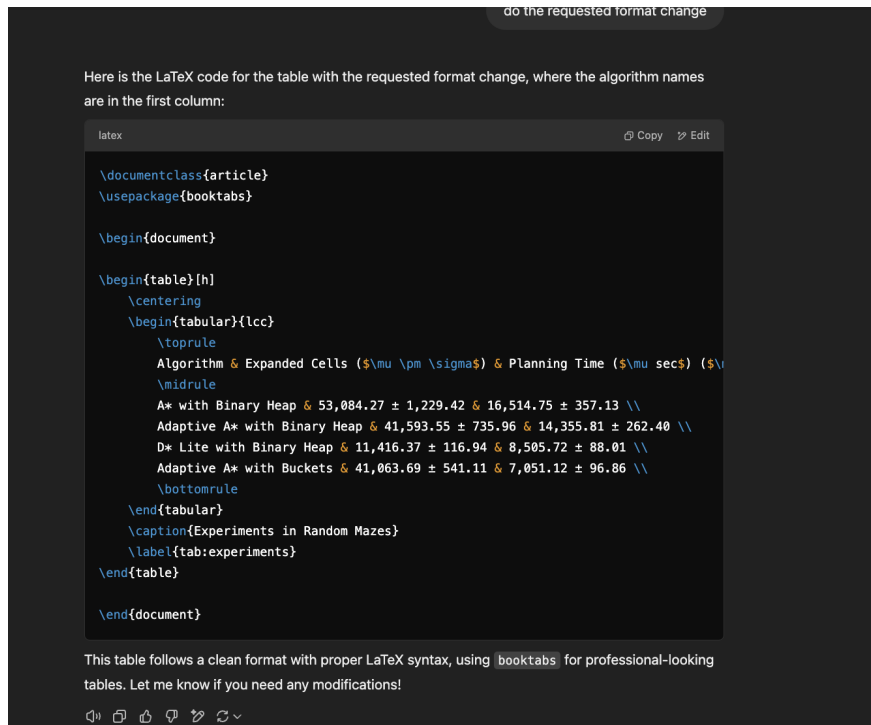 do the requested format change
Here is the LaTeX code for the table with the requested format change, where the algorithm names
are in the first column:
latex
Copy
Edit
\documentclass{article}
\usepackage{booktabs}
\begin{document}
\begin{table}[h]
\centering
\begin{tabular}{lcc}
\toprule
Algorithm & Expanded Cells ($\mu \pm \sigma$) & Planning Time ($\mu sec$) ($\
\midrule
A* with Binary Heap & 53,084.27 ± 1,229.42 & 16,514.75 ± 357.13 \\
Adaptive A* with Binary Heap & 41,593.55 ± 735.96 & 14,355.81 ± 262.40 \\
D* Lite with Binary Heap & 11,416.37 ± 116.94 & 8,505.72 ± 88.01 \\
Adaptive A* with Buckets & 41,063.69 ± 541.11 & 7,051.12 ± 96.86 \\
\bottomrule
\end{tabular}
\caption{Experiments in Random Mazes}
\label{tab:experiments}
\end{table}
\end{document}
This table follows a clean format with proper LaTeX syntax, using booktabs for professional-looking
tables. Let me know if you need any modifications!